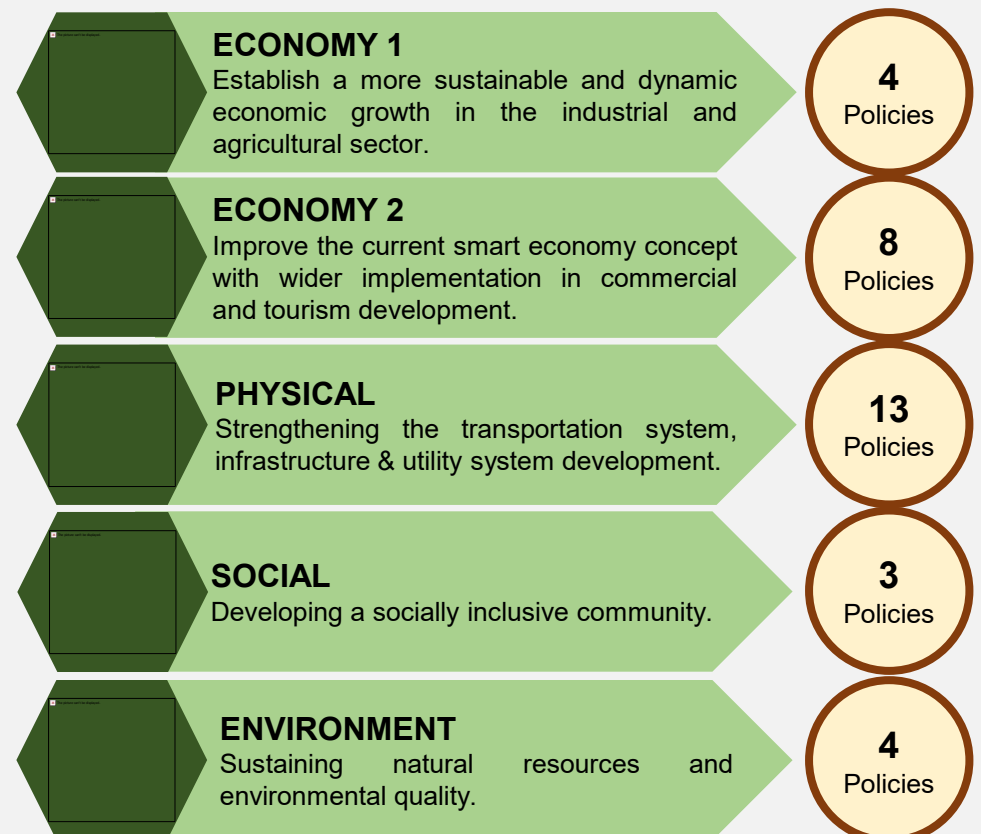 ECONOMY 1
Establish a more sustainable and dynamic
economic growth in the industrial and
agricultural sector.
4
Policies
ECONOMY 2
Improve the current smart economy concept
with wider implementation in commercial
and tourism development.
8
Policies
PHYSICAL
Strengthening the transportation system,
infrastructure & utility system development.
13
Policies
SOCIAL
Developing a socially inclusive community.
3
Policies
ENVIRONMENT
Sustaining natural resources and
environmental quality.
4
Policies